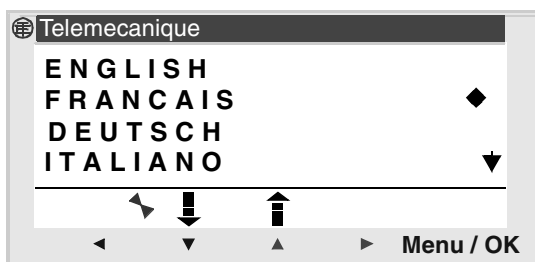 Telemecanique
ENGLISH
FRANCAIS
DEUTSCH
ITALIANO
Menu / OK